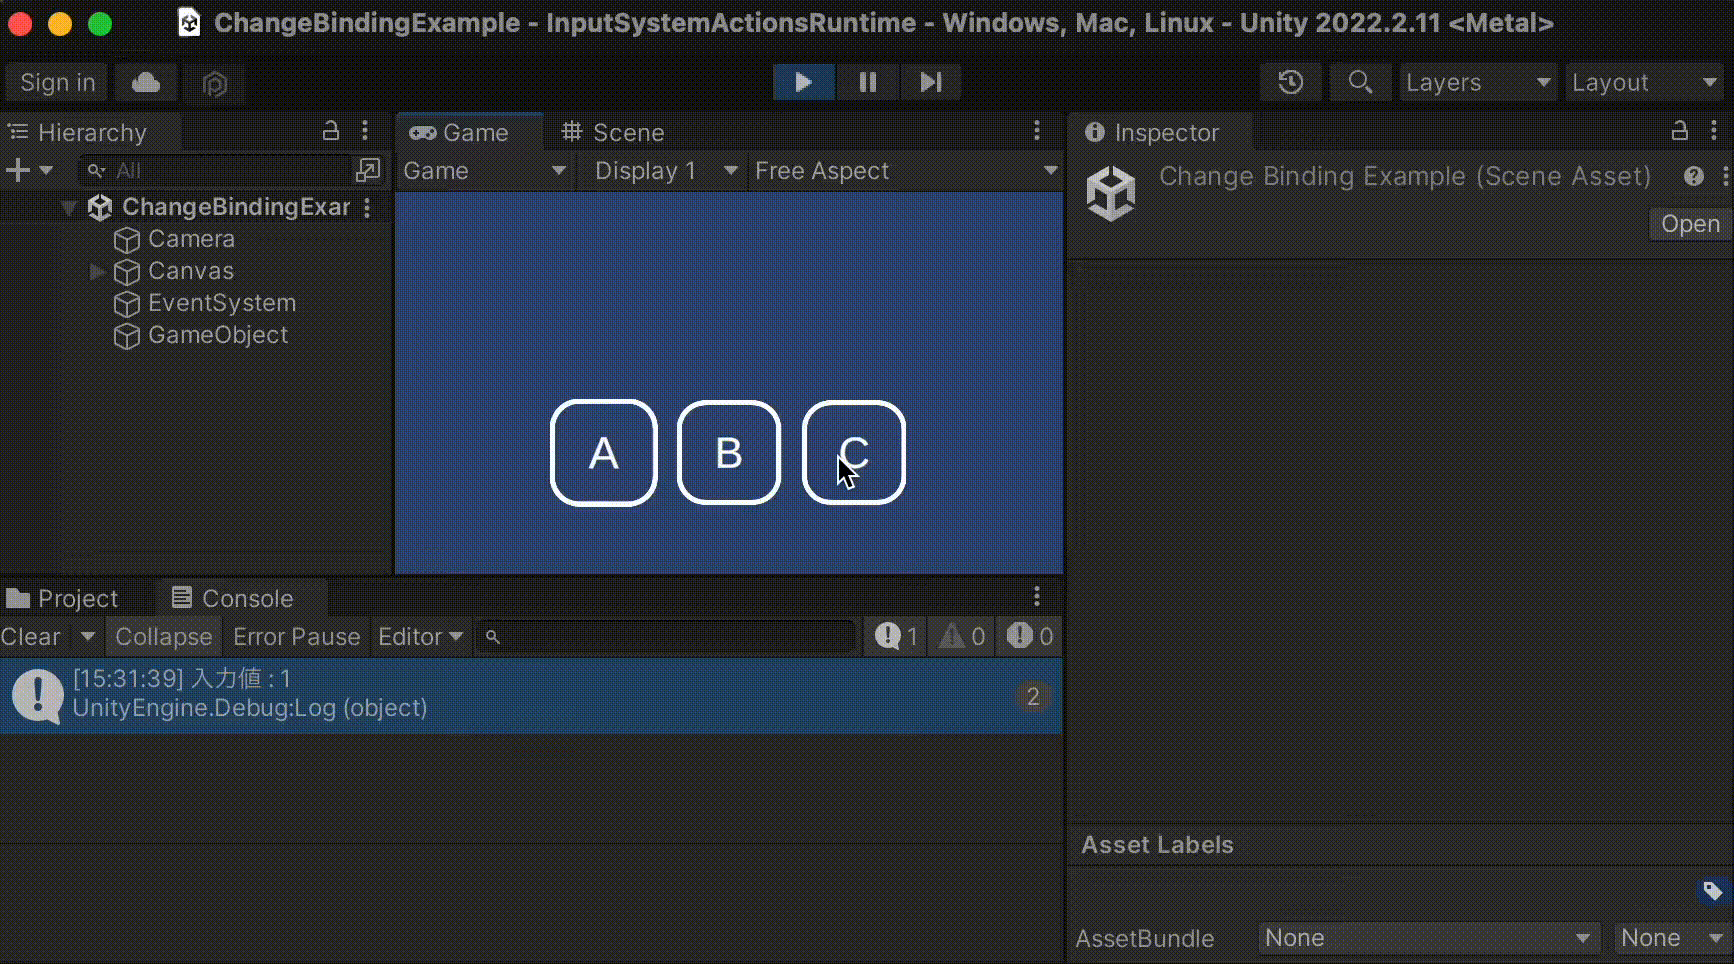 ChangeBindingExample - InputSystemActionsRuntime - Windows, Mac, Linux - Unity 2022.2.11 <Metal>
Sign in
Layers
Layout
Hierarchy
All
ChangeBindingExar
Camera
Canvas
EventSystem
GameObject
Game
Scene
Game
Display 1
Free Aspect
A
B
C
Inspector
Change Binding Example (Scene Asset)
Open
Project
Console
Clear
Collapse
Error Pause
Editor
1
0
0
[15:31:39] 入力値 : 1
UnityEngine.Debug:Log (object)
2
Asset Labels
AssetBundle
None
None